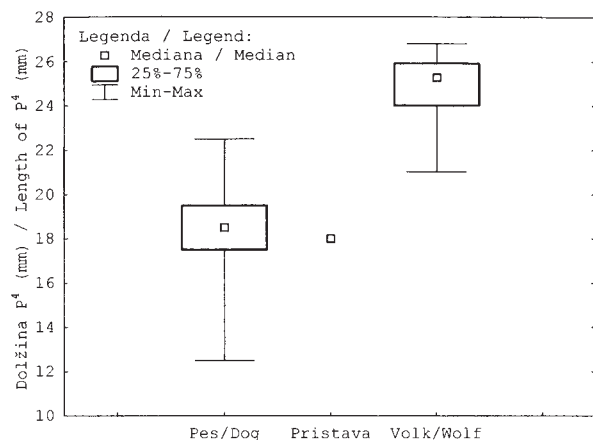 Legenda / Legend:
Mediana / Median
25%-75%
Min-Max
Dolžina P⁴ (mm) / Length of P⁴ (mm)
28
26
24
22
20
18
16
14
12
10
Pes/Dog Pristava Volk/Wolf